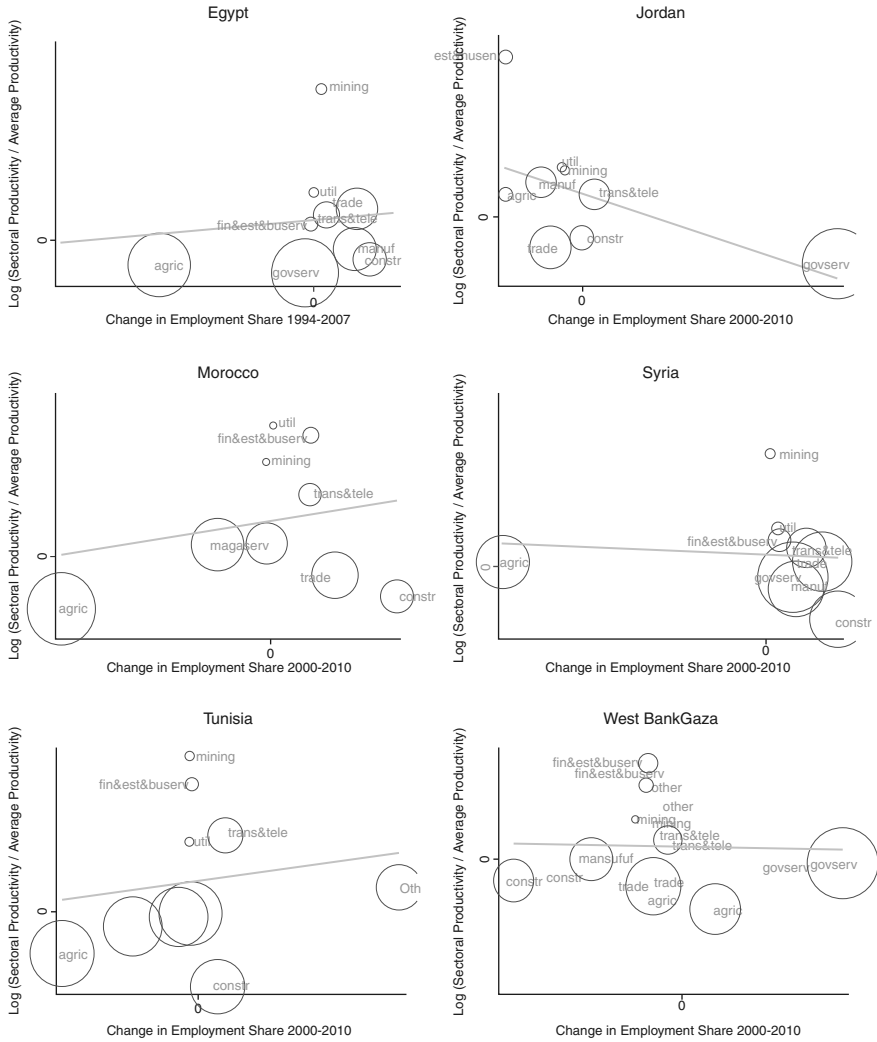 Egypt
Log (Sectoral Productivity / Average Productivity)
mining
util
trade
trans&tele
fin&est&buserv
0
manuf
agric
constr
govserv
0
Change in Employment Share 1994-2007
Jordan
Log (Sectoral Productivity / Average Productivity)
util
mining
manuf
agric
trans&tele
0
constr
trade
govserv
0
Change in Employment Share 2000-2010
Morocco
Log (Sectoral Productivity / Average Productivity)
util
fin&est&buserv
mining
trans&tele
0
magaserv
trade
agric
constr
0
Change in Employment Share 2000-2010
Syria
Log (Sectoral Productivity / Average Productivity)
mining
util
fin&est&buserv
trans&tele
0
agric
trade
govserv
manuf
constr
0
Change in Employment Share 2000-2010
Tunisia
Log (Sectoral Productivity / Average Productivity)
mining
fin&est&buserv
trans&tele
util
Oth
0
agric
constr
0
Change in Employment Share 2000-2010
West BankGaza
Log (Sectoral Productivity / Average Productivity)
fin&est&buserv
fin&est&buserv
other
other
mining
mining
trans&tele
trans&tele
0
mansufuf
govserv
govserv
constr
constr
trade
trade
agric
agric
0
Change in Employment Share 2000-2010